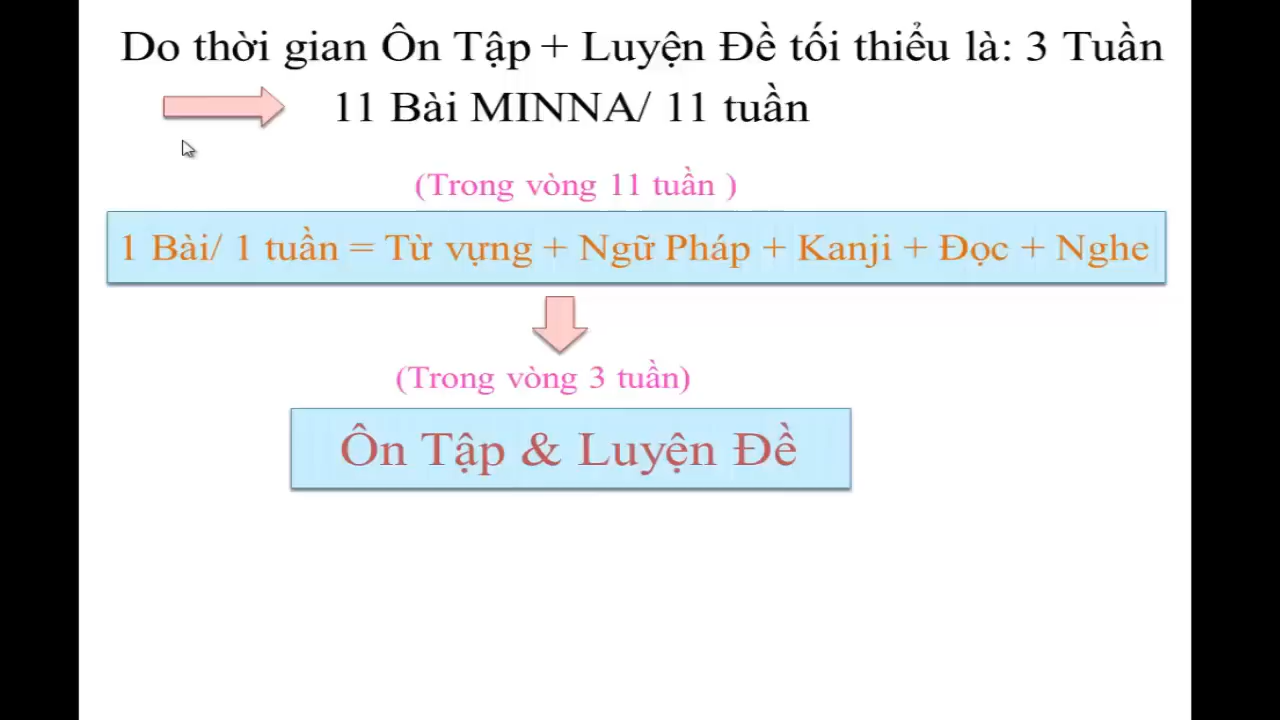 Do thời gian Ôn Tập + Luyện Đề tối thiểu là: 3 Tuần
11 Bài MINNA/ 11 tuần
(Trong vòng 11 tuần )
1 Bài/ 1 tuần = Từ vựng + Ngữ Pháp + Kanji + Đọc + Nghe
(Trong vòng 3 tuần)
Ôn Tập & Luyện Đề